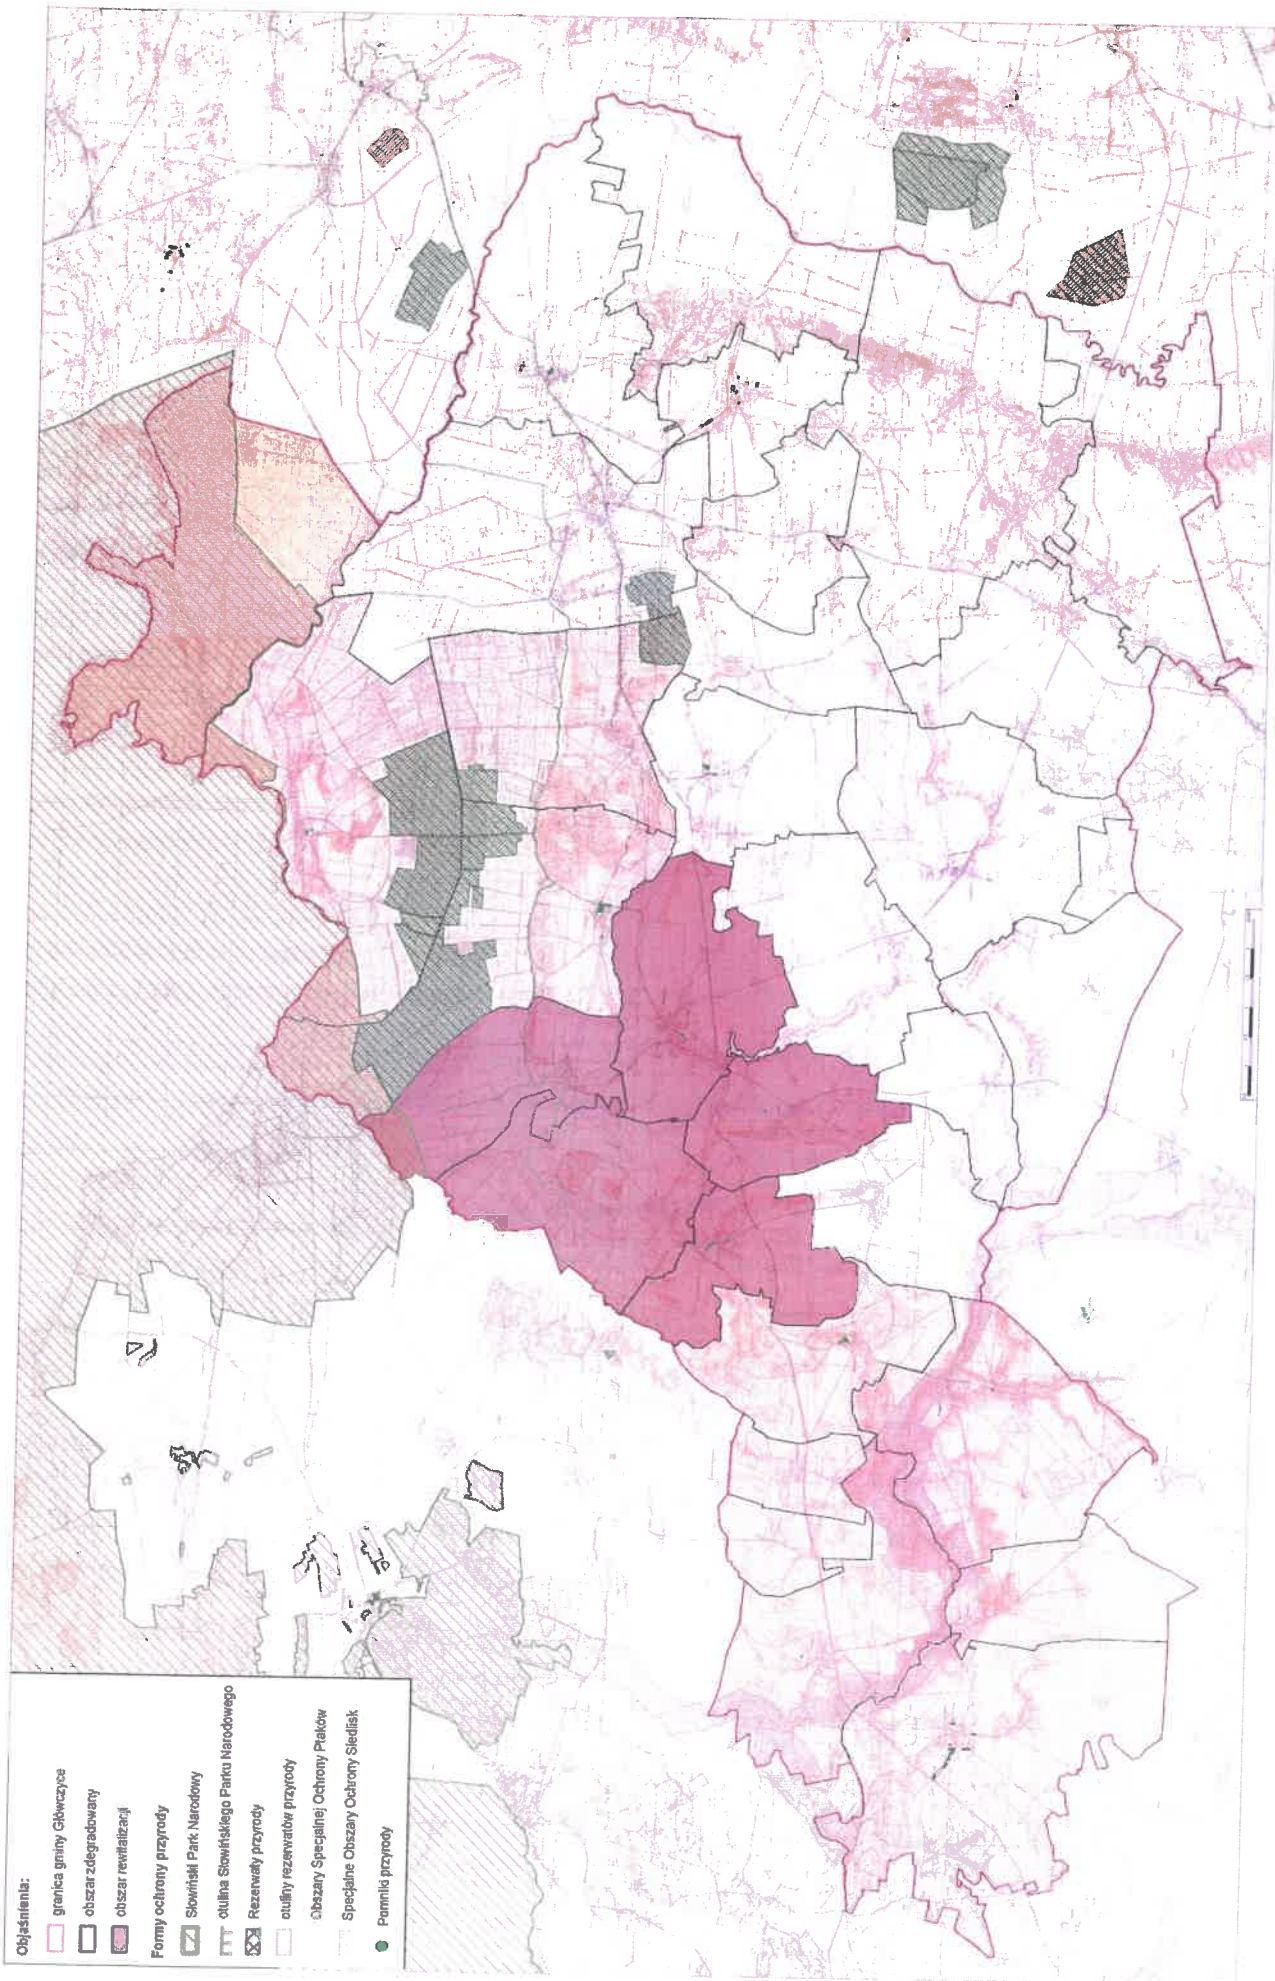 Objaśnienia:
granica gminy Główczyce
obszar zdegradowany
obszar rewitalizacji
Formy ochrony przyrody
Słowiński Park Narodowy
otulina Słowińskiego Parku Narodowego
Rezerwaty przyrody
otuliny rezerwatów przyrody
Obszary Specjalnej Ochrony Ptaków
Specjalne Obszary Ochrony Siedlisk
Pomniki przyrody